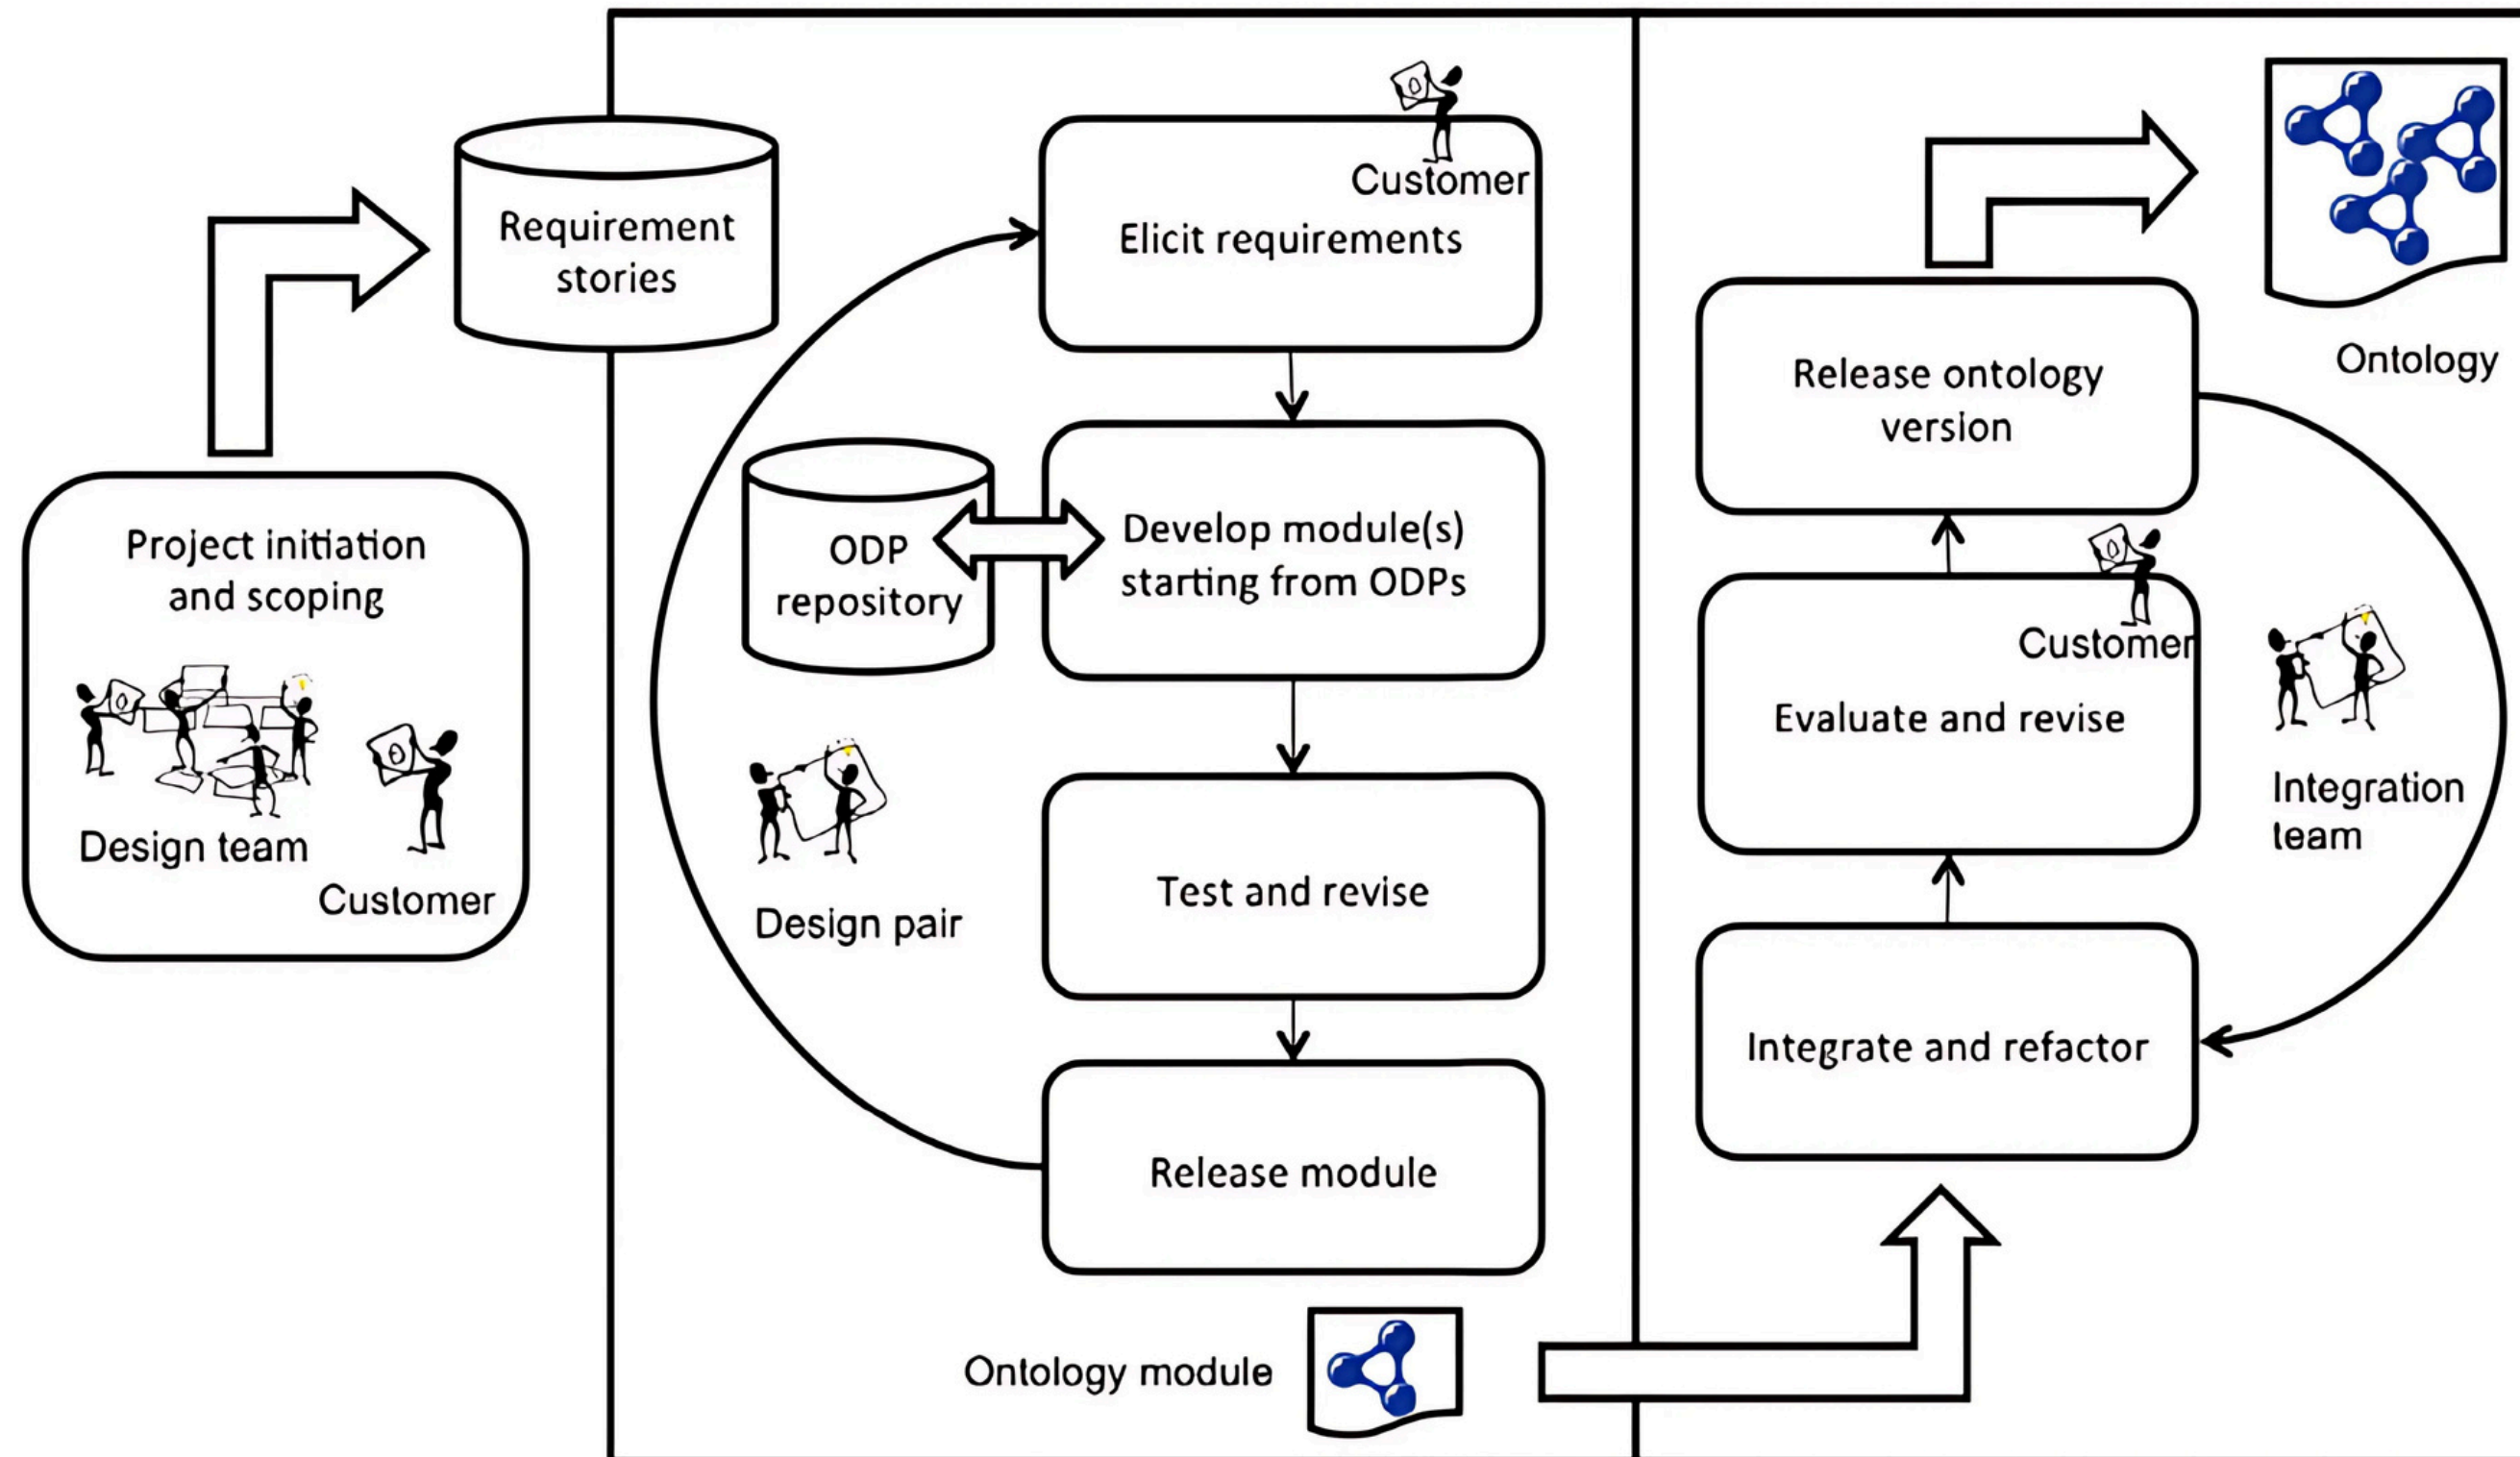 Project initiation
and scoping
Design team
Customer
Requirement
stories
Customer
Elicit requirements
ODP
repository
Develop module(s)
starting from ODPs
Design pair
Test and revise
Release module
Ontology module
Ontology
Release ontology
version
Customer
Evaluate and revise
Integration
team
Integrate and refactor